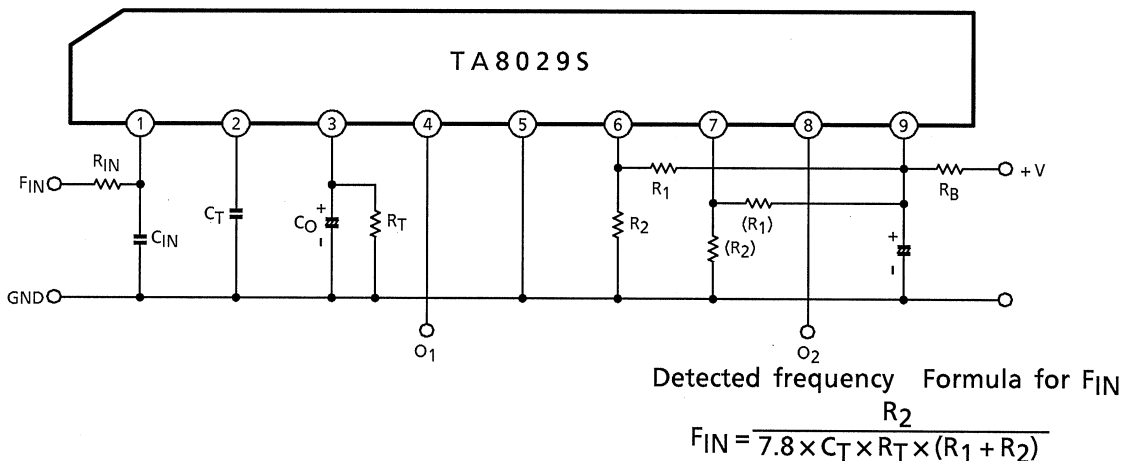 TA8029S
1 2 3 4 5 6 7 8 9
FIN RIN R1 RB +V
CT CO + RT R2 (R1)
CIN (R2) +
GND
O1 O2
Detected frequency Formula for FIN
R2
FIN = 7.8 × CT × RT × (R1 + R2)